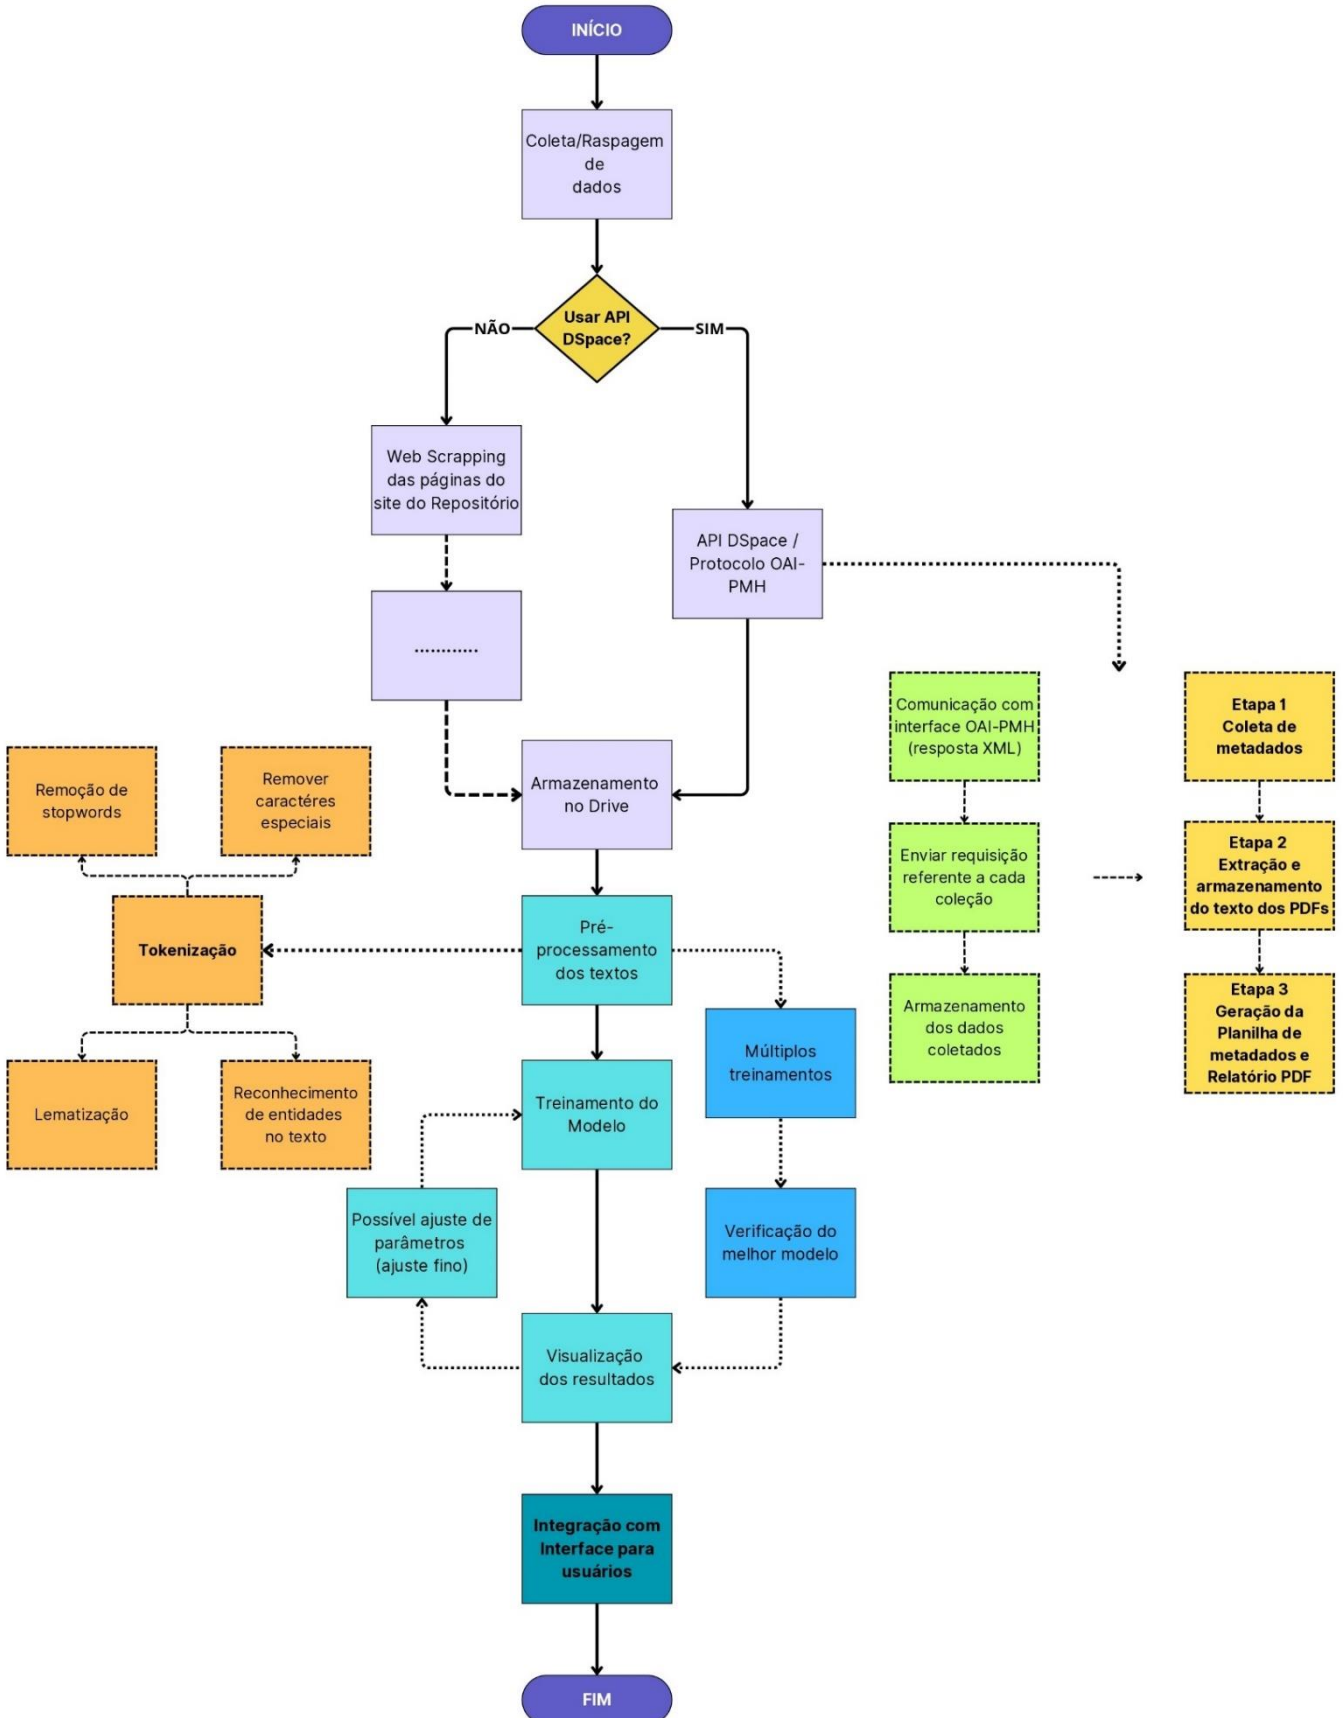 INÍCIO
Coleta/Raspagem
de
dados
Usar API
DSpace?
NÃO
SIM
Web Scrapping
das páginas do
site do Repositório
API DSpace /
Protocolo OAI-
PMH
............
Comunicação com
interface OAI-PMH
(resposta XML)
Etapa 1
Coleta de
metadados
Remoção de
stopwords
Remover
caractéres
especiais
Armazenamento
no Drive
Enviar requisição
referente a cada
coleção
Etapa 2
Extração e
armazenamento
do texto dos PDFs
Tokenização
Pré-
processamento
dos textos
Armazenamento
dos dados
coletados
Etapa 3
Geração da
Planilha de
metadados e
Relatório PDF
Múltiplos
treinamentos
Lematização
Reconhecimento
de entidades
no texto
Treinamento do
Modelo
Possível ajuste de
parâmetros
(ajuste fino)
Verificação do
melhor modelo
Visualização
dos resultados
Integração com
Interface para
usuários
FIM